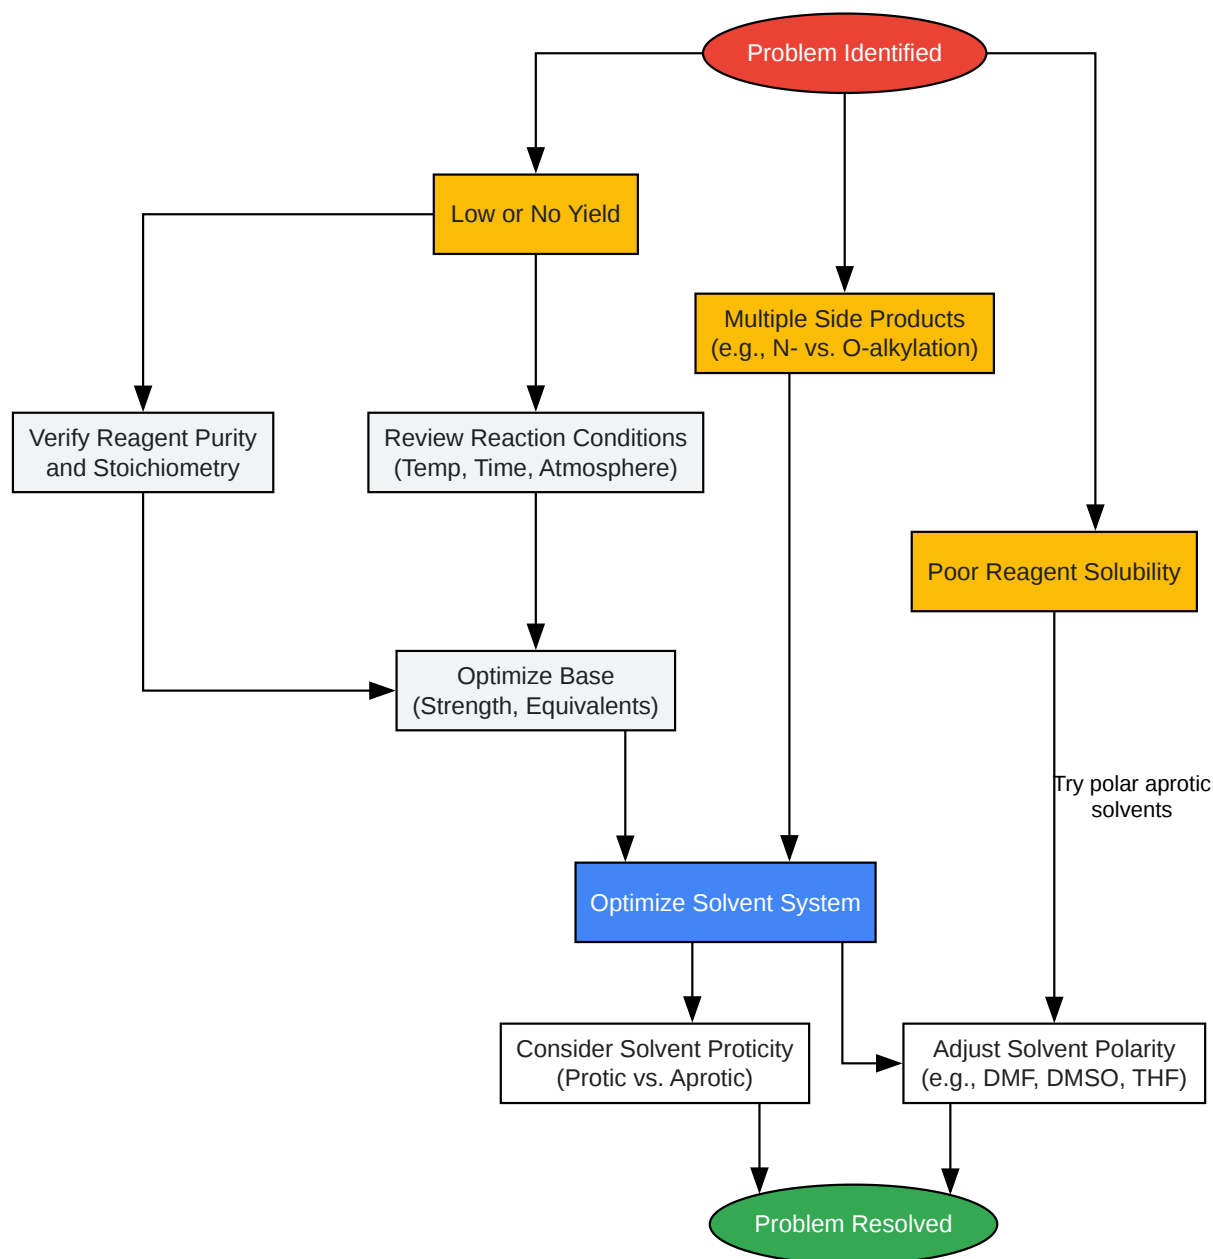 Problem Identified
Low or No Yield
Multiple Side Products
(e.g., N- vs. O-alkylation)
Verify Reagent Purity
and Stoichiometry
Review Reaction Conditions
(Temp, Time, Atmosphere)
Poor Reagent Solubility
Optimize Base
(Strength, Equivalents)
Try polar aprotic
solvents
Optimize Solvent System
Consider Solvent Proticity
(Protic vs. Aprotic)
Adjust Solvent Polarity
(e.g., DMF, DMSO, THF)
Problem Resolved